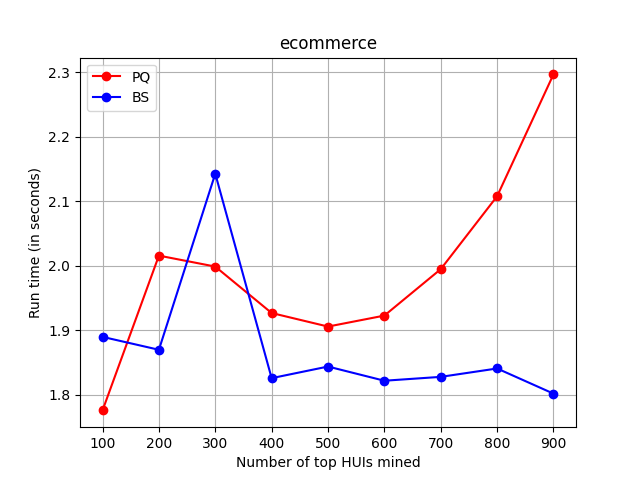 ecommerce
PQ
BS
2.3
2.2
2.1
2.0
1.9
1.8
Run time (in seconds)
100 200 300 400 500 600 700 800 900
Number of top HUIs mined